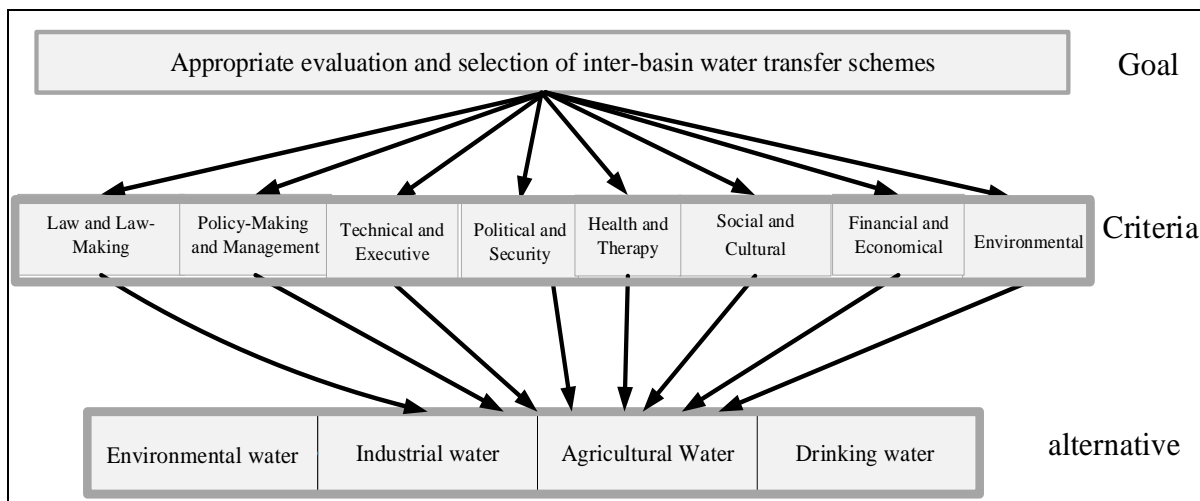 Appropriate evaluation and selection of inter-basin water transfer schemes
Goal
Law and Law-
Making
Policy-Making
and Management
Technical and
Executive
Political and
Security
Health and
Therapy
Social and
Cultural
Financial and
Economical
Environmental
Criteria
Environmental water
Industrial water
Agricultural Water
Drinking water
alternative